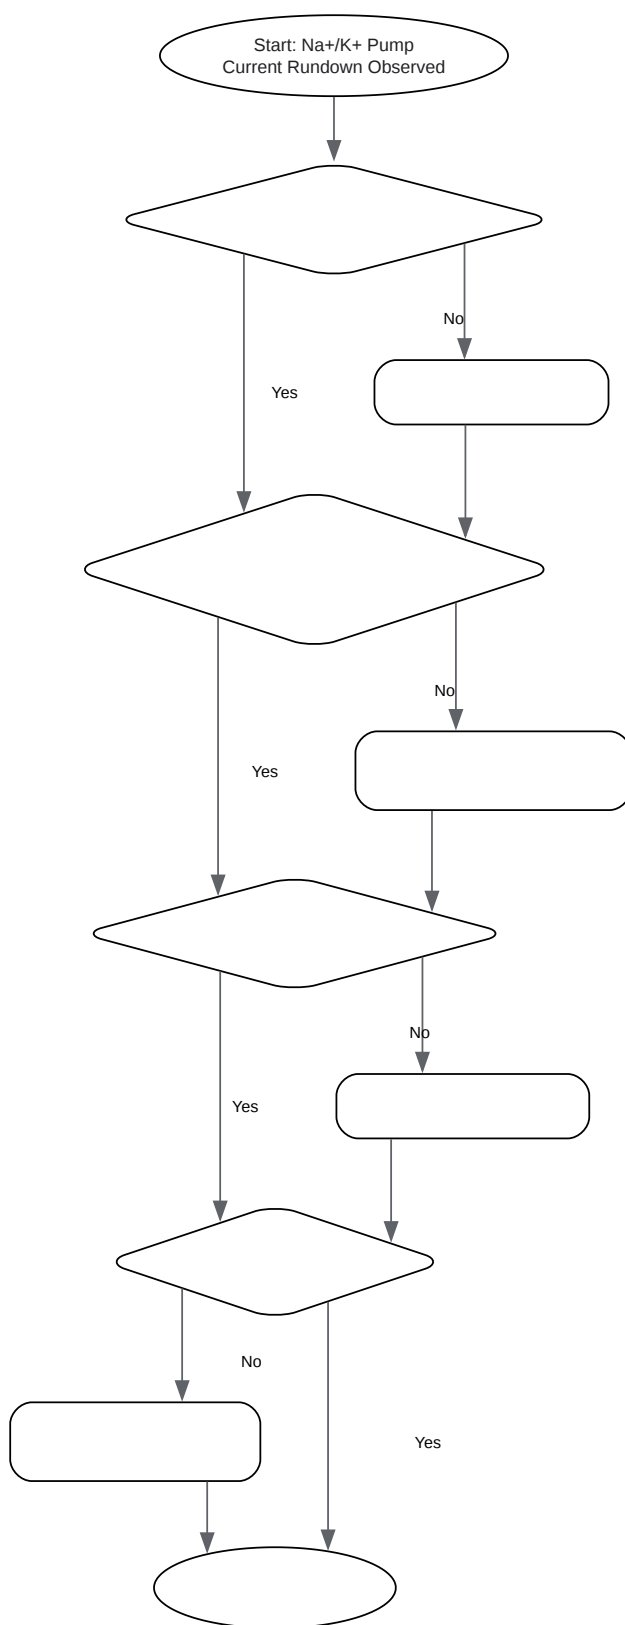 Start: Na+/K+ Pump
Current Rundown Observed
No
Yes
No
Yes
No
Yes
No
Yes